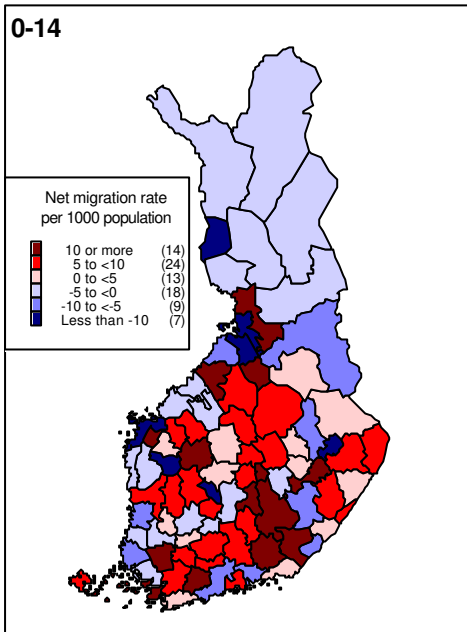 0-14
Net migration rate
per 1000 population
10 or more (14)
5 to <10 (24)
0 to <5 (13)
-5 to <0 (18)
-10 to <-5 (9)
Less than -10 (7)